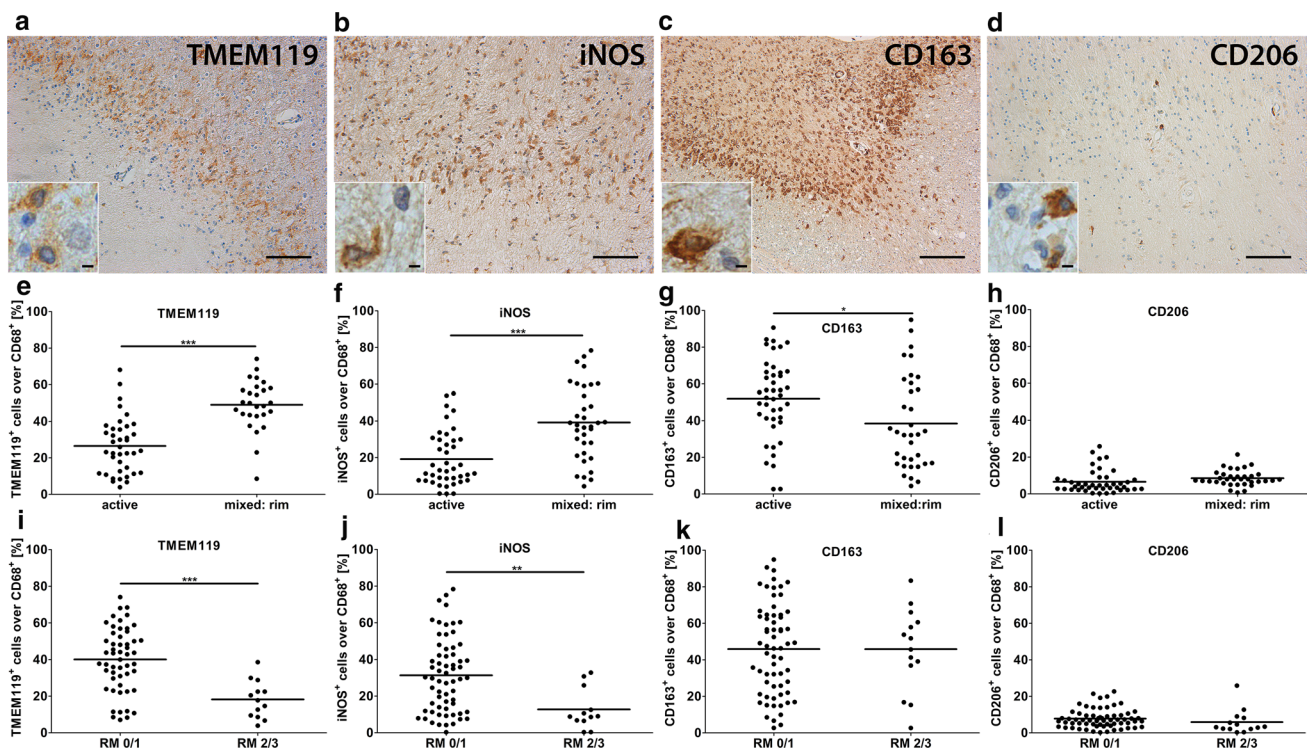 a
TMEM119
b
iNOS
c
CD163
d
CD206
e
TMEM119
***
TMEM119+ cells over CD68+ [%]
100
80
60
40
20
0
active
mixed: rim
f
iNOS
***
iNOS+ cells over CD68+ [%]
100
80
60
40
20
0
active
mixed: rim
g
*
CD163
CD163+ cells over CD68+ [%]
100
80
60
40
20
0
active
mixed:rim
h
CD206
CD206+ cells over CD68+ [%]
100
80
60
40
20
0
active
mixed: rim
i
TMEM119
***
TMEM119+ cells over CD68+ [%]
100
80
60
40
20
0
RM 0/1
RM 2/3
j
iNOS
**
iNOS+ cells over CD68+ [%]
100
80
60
40
20
0
RM 0/1
RM 2/3
k
CD163
CD163+ cells over CD68+ [%]
100
80
60
40
20
0
RM 0/1
RM 2/3
l
CD206
CD206+ cells over CD68+ [%]
100
80
60
40
20
0
RM 0/1
RM 2/3